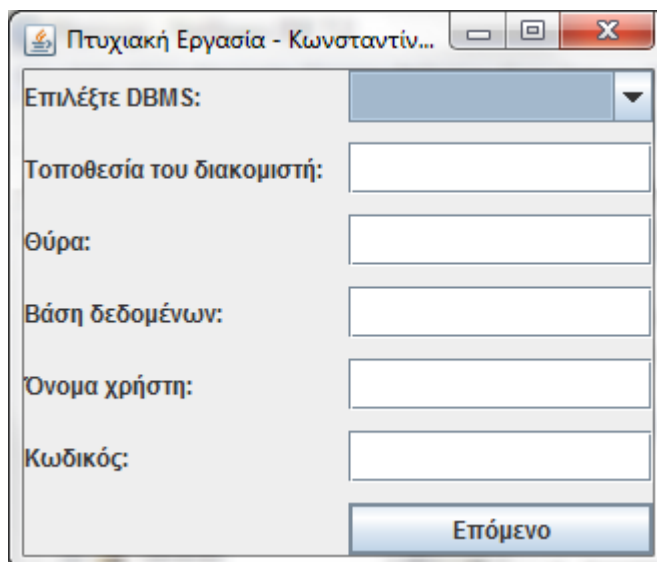 Πτυχιακή Εργασία - Κωνσταντίν...
Επιλέξτε DBMS:
Τοποθεσία του διακομιστή:
Θύρα:
Βάση δεδομένων:
Όνομα χρήστη:
Κωδικός:
Επόμενο